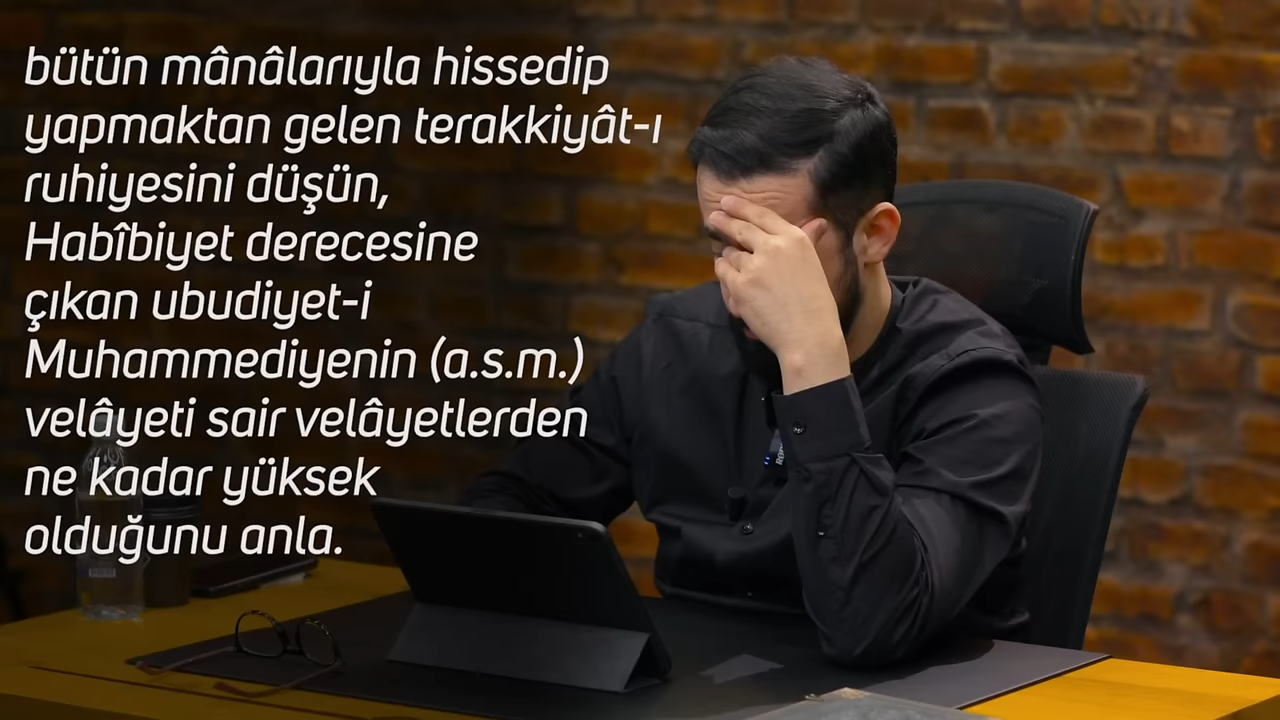 bütün mânâlarıyla hissedip
yapmaktan gelen terakkiyât-ı
ruhiyesini düşün,
Habîbiyet derecesine
çıkan ubudiyet-i
Muhammediyenin (a.s.m.)
velâyeti sair velâyetlerden
ne kadar yüksek
olduğunu anla.